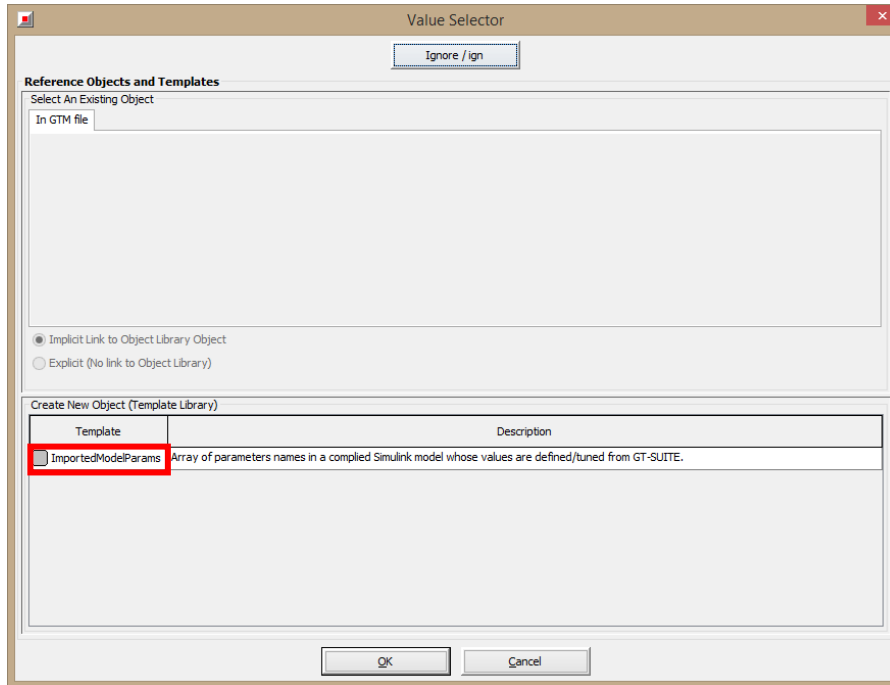 Value Selector
Ignore / ign
Reference Objects and Templates
Select An Existing Object
In GTM file
Implicit Link to Object Library Object
Explicit (No link to Object Library)
Create New Object (Template Library)
Template Description
ImportedModelParams Array of parameters names in a complied Simulink model whose values are defined/tuned from GT-SUITE.
OK Cancel